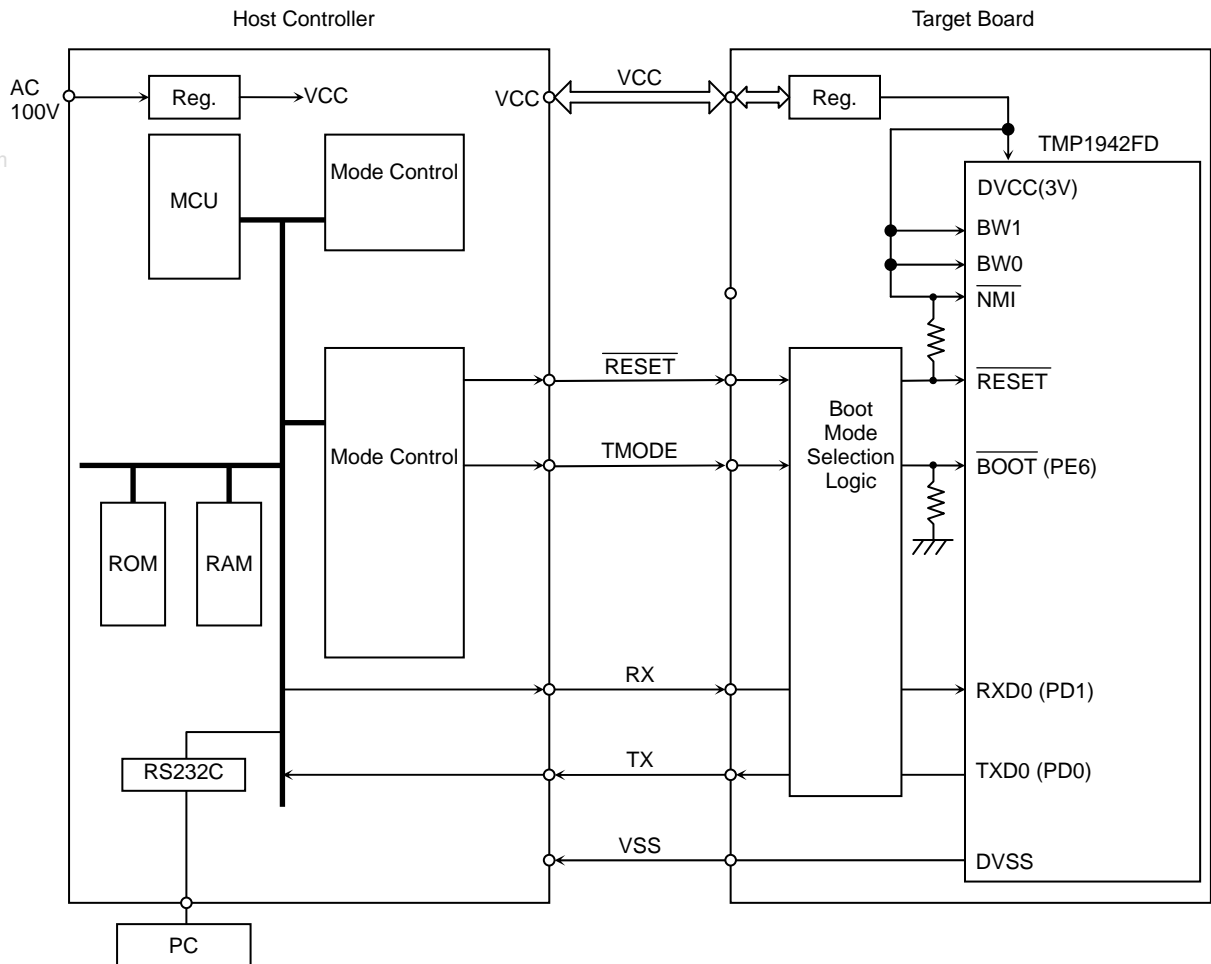 Host Controller
Target Board
AC
100V
Reg.
VCC
VCC
VCC
Reg.
TMP1942FD
m
MCU
Mode Control
DVCC(3V)
BW1
BW0
NMI
Mode Control
RESET
TMODE
Boot
Mode
Selection
Logic
RESET
BOOT (PE6)
ROM
RAM
RX
RXD0 (PD1)
RS232C
TX
TXD0 (PD0)
VSS
DVSS
PC